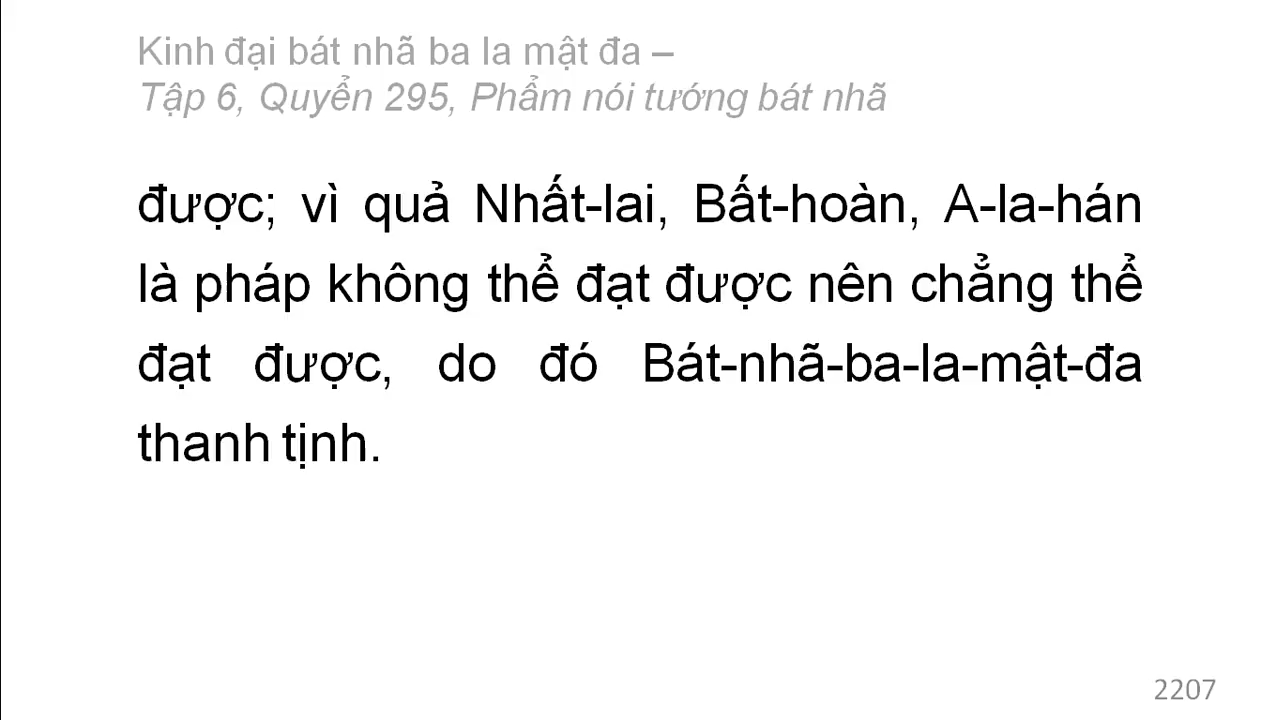 Kinh đại bát nhã ba la mật đa –
Tập 6, Quyển 295, Phẩm nói tướng bát nhã
được; vì quả Nhất-lai, Bất-hoàn, A-la-hán
là pháp không thể đạt được nên chẳng thể
đạt được, do đó Bát-nhã-ba-la-mật-đa
thanh tịnh.
2207